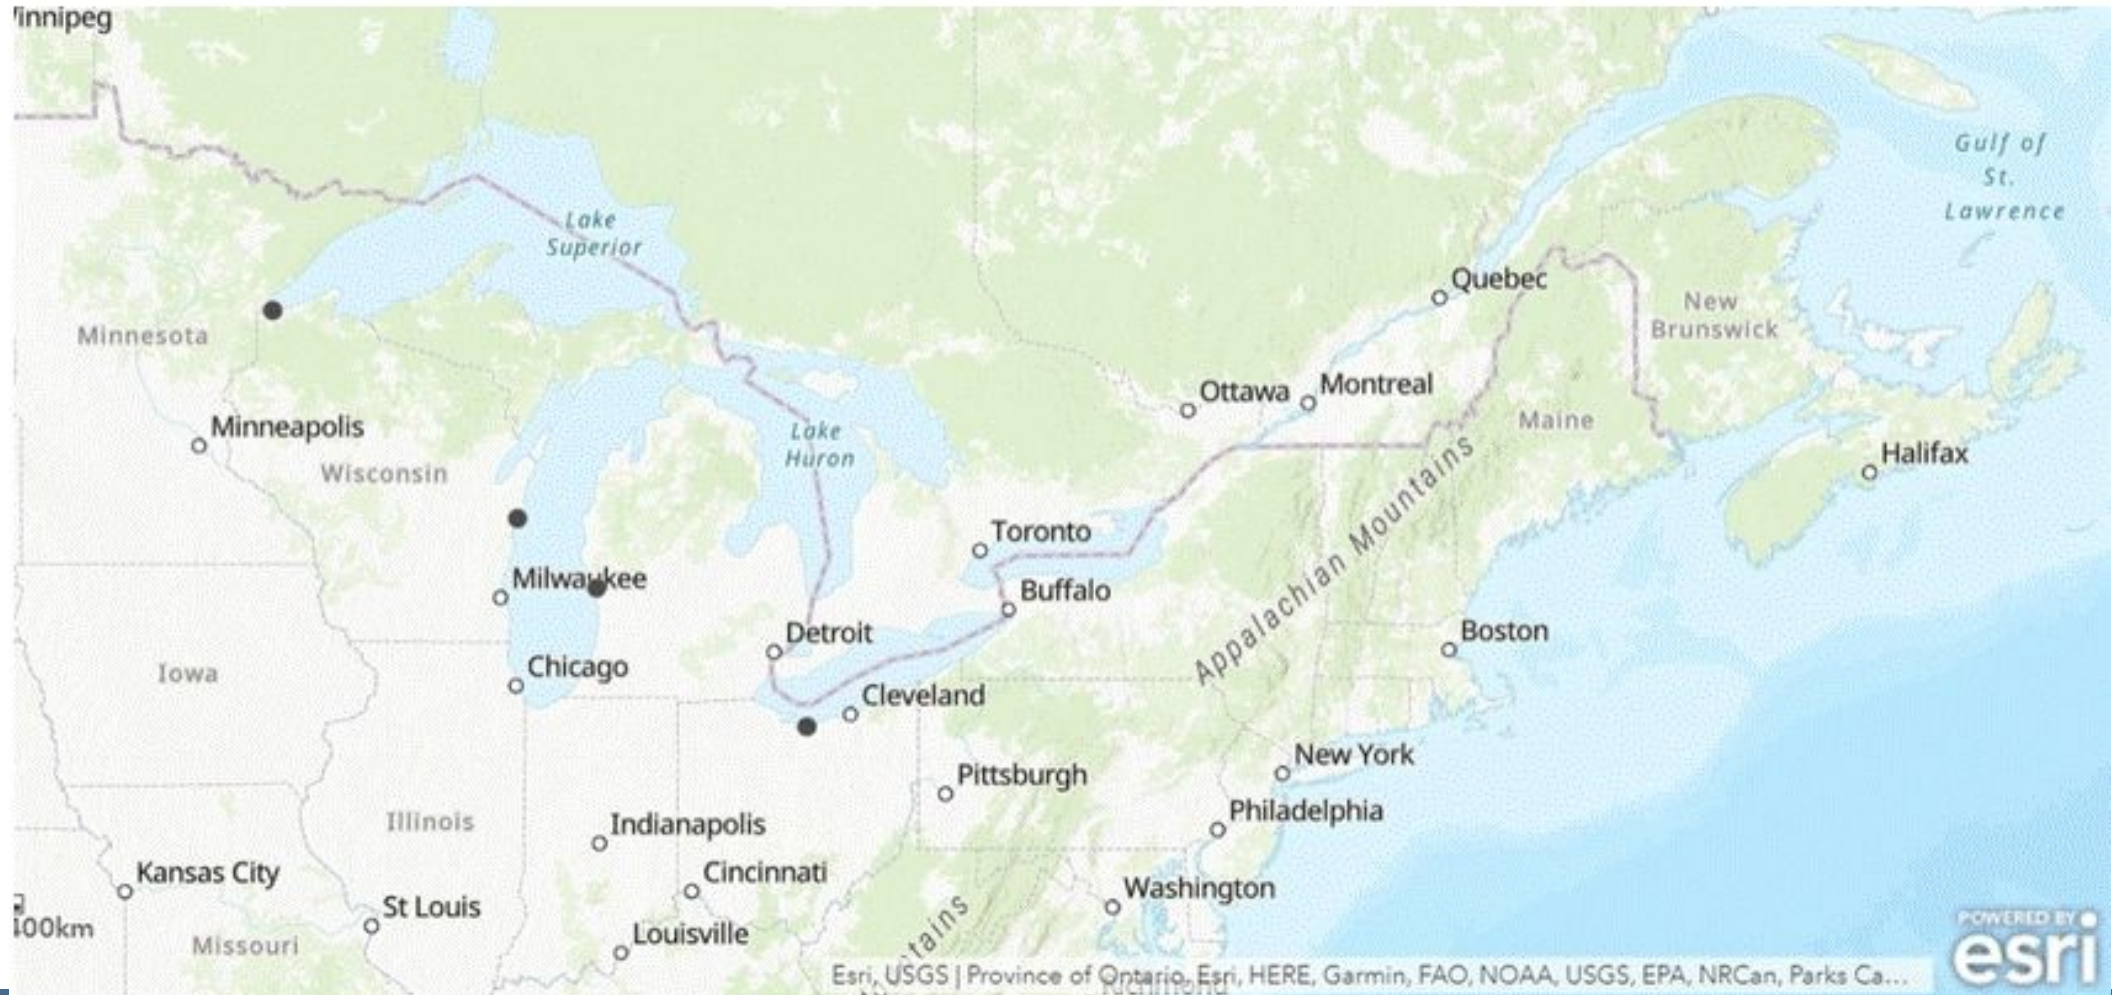 innipeg
Gulf of
St.
Lawrence
Lake
Superior
Quebec
New
Brunswick
Minnesota
Ottawa
Montreal
Maine
Minneapolis
Lake
Huron
Halifax
Wisconsin
Toronto
Milwaukee
Buffalo
Appalachian Mountains
Detroit
Boston
Chicago
Iowa
Cleveland
New York
Pittsburgh
Philadelphia
Illinois
Indianapolis
Kansas City
Cincinnati
Washington
St Louis
400km
Louisville
Missouri
tains
POWERED BY
esri
Esri, USGS | Province of Ontario, Esri, HERE, Garmin, FAO, NOAA, USGS, EPA, NRCan, Parks Ca...